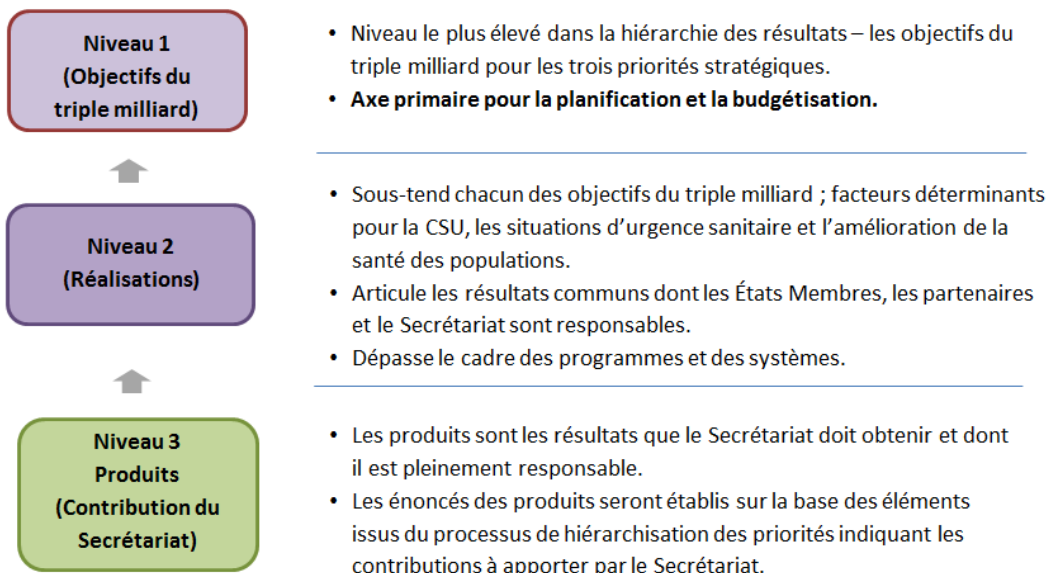 Niveau 1
(Objectifs du
triple milliard)
• Niveau le plus élevé dans la hiérarchie des résultats – les objectifs du
triple milliard pour les trois priorités stratégiques.
• Axe primaire pour la planification et la budgétisation.
Niveau 2
(Réalisations)
• Sous-tend chacun des objectifs du triple milliard ; facteurs déterminants
pour la CSU, les situations d’urgence sanitaire et l’amélioration de la
santé des populations.
• Articule les résultats communs dont les États Membres, les partenaires
et le Secrétariat sont responsables.
• Dépasse le cadre des programmes et des systèmes.
Niveau 3
Produits
(Contribution du
Secrétariat)
• Les produits sont les résultats que le Secrétariat doit obtenir et dont
il est pleinement responsable.
• Les énoncés des produits seront établis sur la base des éléments
issus du processus de hiérarchisation des priorités indiquant les
contributions à apporter par le Secrétariat.